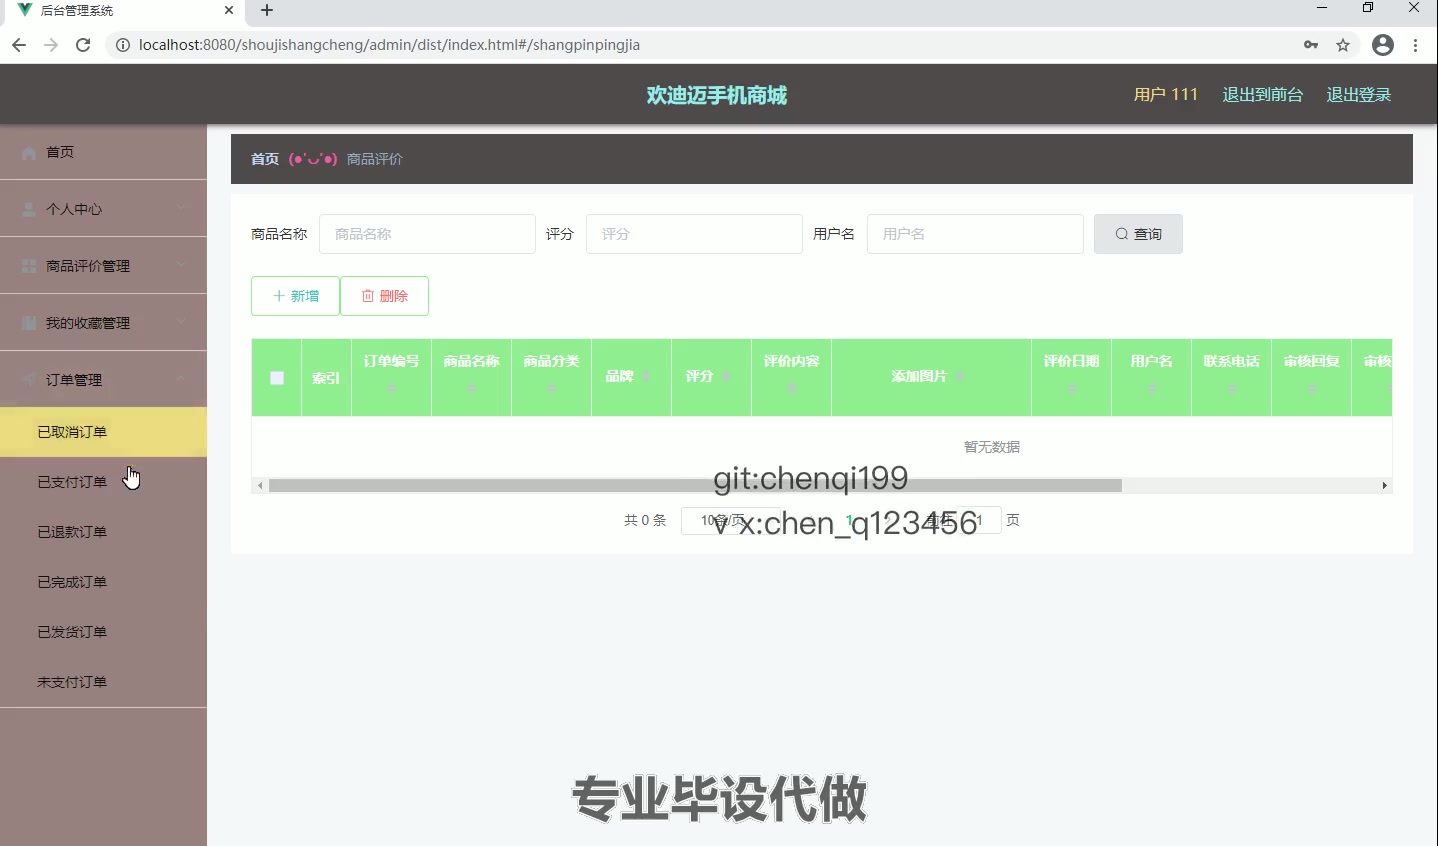 后台管理系统
localhost:8080/shoujishangcheng/admin/dist/index.html#/shangpinpingjia
欢迪迈手机商城
用户 111
退出到前台
退出登录
首页
个人中心
商品评价管理
我的收藏管理
订单管理
已取消订单
已支付订单
已退款订单
已完成订单
已发货订单
未支付订单
首页 (●'◡'●) 商品评价
商品名称 商品名称 评分 评分 用户名 用户名 查询
新增 删除
索引 订单编号 商品名称 商品分类 品牌 评分 评价内容 添加图片 评价日期 用户名 联系电话 审核回复 审核
暂无数据
git:chenqi199
共 0 条 10条/页 1 前往 1 页
v x:chen_q123456
专业毕设代做